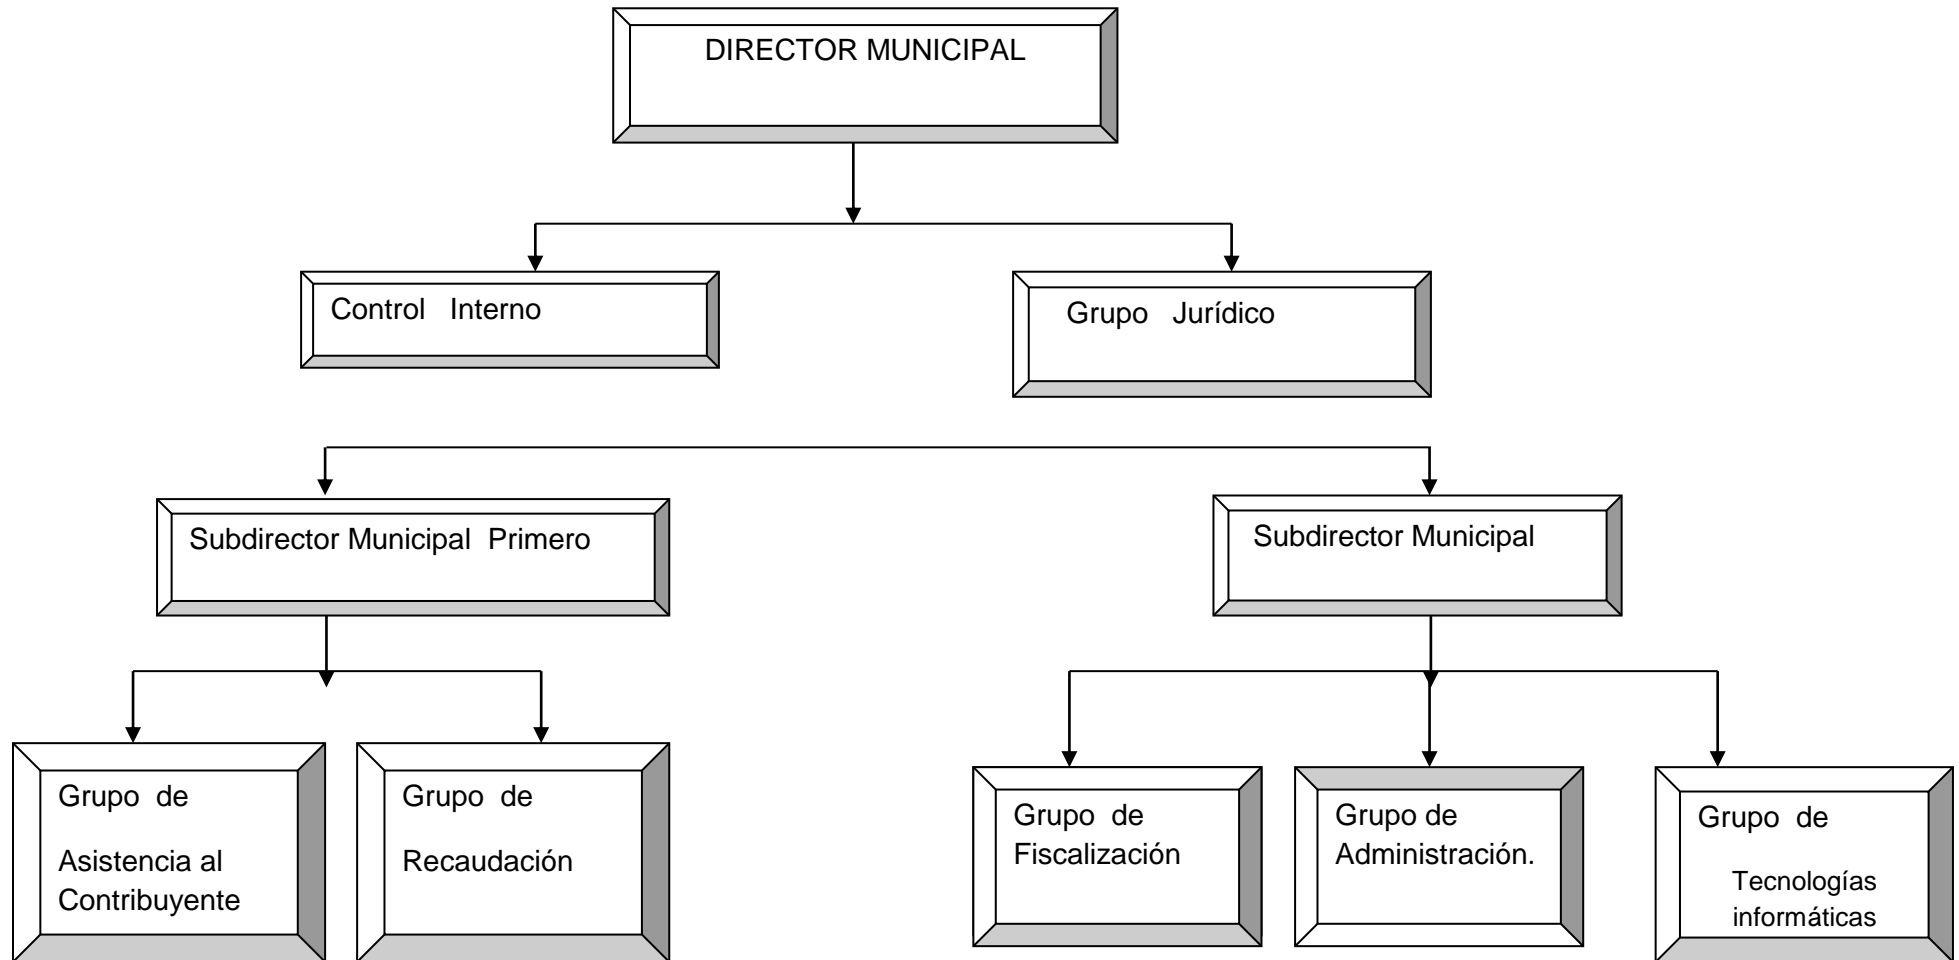 DIRECTOR MUNICIPAL
Control Interno
Grupo Jurídico
Subdirector Municipal Primero
Subdirector Municipal
Grupo de
Asistencia al
Contribuyente
Grupo de
Recaudación
Grupo de
Fiscalización
Grupo de
Administración.
Grupo de
Tecnologías
informáticas